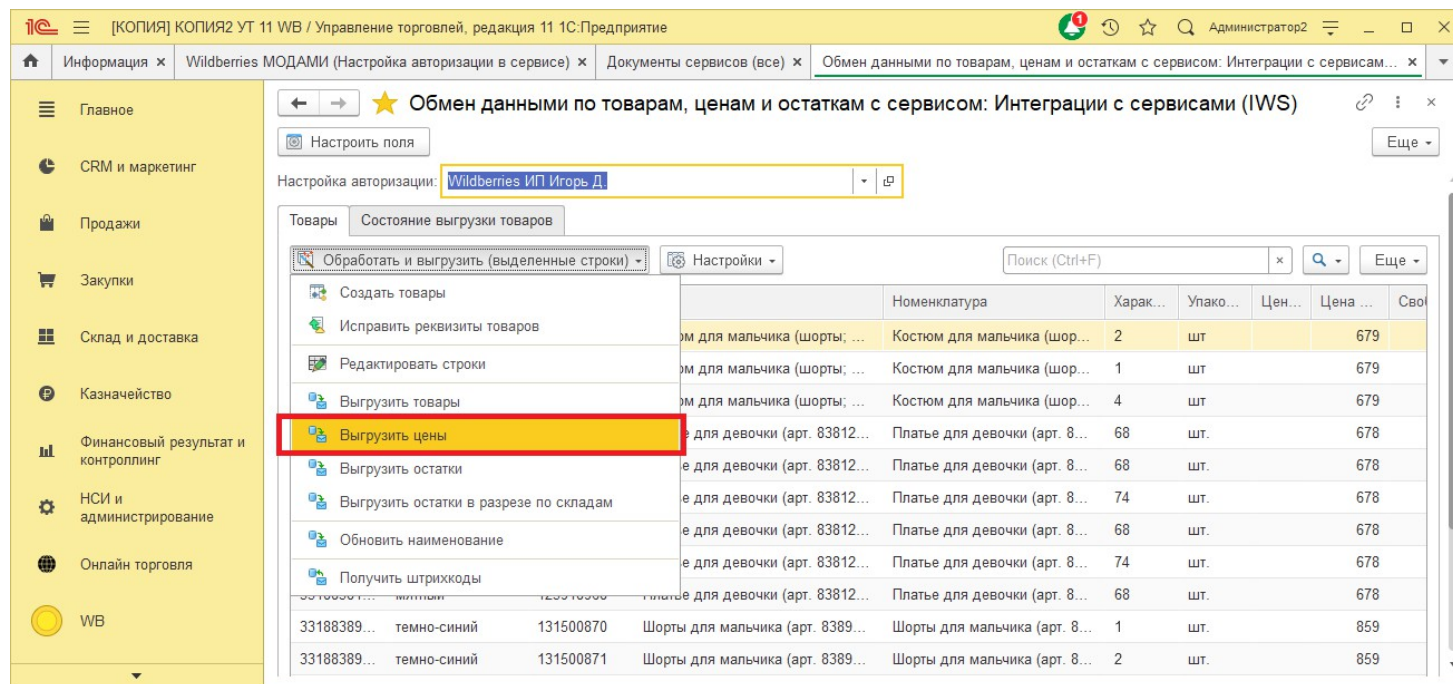 [КОПИЯ] КОПИЯ2 УТ 11 WB / Управление торговлей, редакция 11 1С:Предприятие
1
Администратор2
Информация
Wildberries МОДАМИ (Настройка авторизации в сервисе)
Документы сервисов (все)
Обмен данными по товарам, ценам и остаткам с сервисом: Интеграции с сервисам...
Главное
CRM и маркетинг
Продажи
Закупки
Склад и доставка
Казначейство
Финансовый результат и
контроллинг
НСИ и
администрирование
Онлайн торговля
WB
Обмен данными по товарам, ценам и остаткам с сервисом: Интеграции с сервисами (IWS)
Настроить поля
Еще
Настройка авторизации: Wildberries ИП Игорь Д.
Товары Состояние выгрузки товаров
Обработать и выгрузить (выделенные строки) Настройки Поиск (Ctrl+F) Еще
Создать товары
Исправить реквизиты товаров
Редактировать строки
Выгрузить товары
Выгрузить цены
Выгрузить остатки
Выгрузить остатки в разрезе по складам
Обновить наименование
Получить штрихкоды
Номенклатура Харак... Упако... Цен... Цена ... Сво
для мальчика (шорты; ... Костюм для мальчика (шор... 2 шт 679
для мальчика (шорты; ... Костюм для мальчика (шор... 1 шт 679
для мальчика (шорты; ... Костюм для мальчика (шор... 4 шт 679
для девочки (арт. 83812... Платье для девочки (арт. 8... 68 шт. 678
для девочки (арт. 83812... Платье для девочки (арт. 8... 68 шт. 678
для девочки (арт. 83812... Платье для девочки (арт. 8... 74 шт. 678
для девочки (арт. 83812... Платье для девочки (арт. 8... 68 шт. 678
для девочки (арт. 83812... Платье для девочки (арт. 8... 74 шт. 678
для девочки (арт. 83812... Платье для девочки (арт. 8... 68 шт. 678
33188389... темно-синий 131500870 Шорты для мальчика (арт. 8389... Шорты для мальчика (арт. 8... 1 шт. 859
33188389... темно-синий 131500871 Шорты для мальчика (арт. 8389... Шорты для мальчика (арт. 8... 2 шт. 859